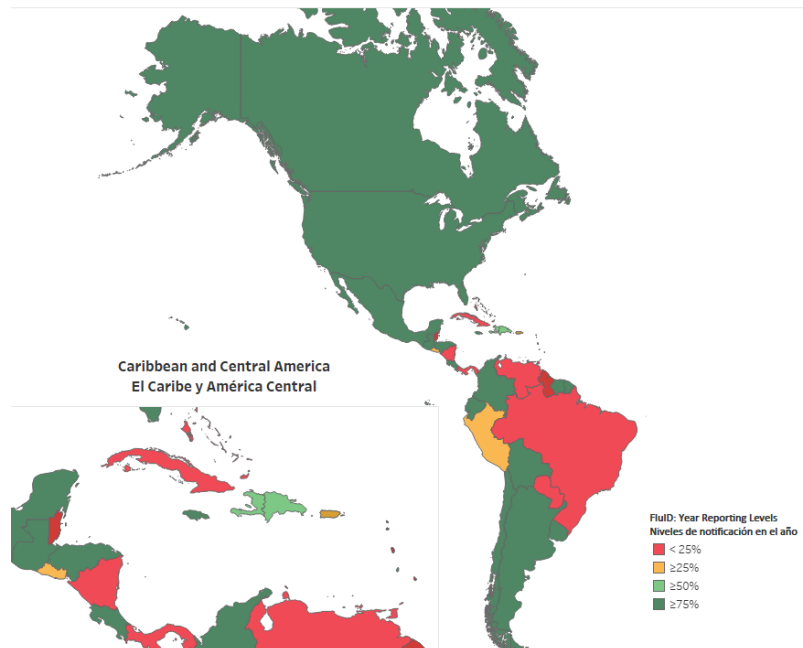 Caribbean and Central America
El Caribe y América Central
FluID: Year Reporting Levels
Niveles de notificación en el año
< 25%
≥25%
≥50%
≥75%